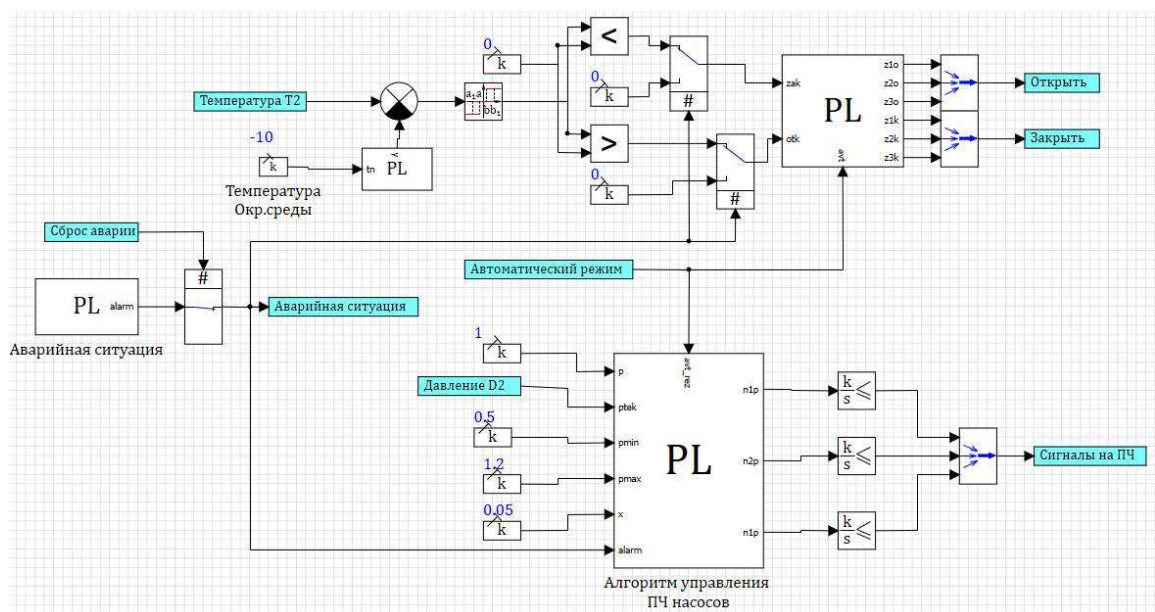 0
k
<
0
k
#
a₁a
bb₁
Температура Т2
-10
k
tn
Y
PL
Температура
Окр.среды
>
0
k
#
zak
otk
PL
avt
z1o
z2o
z3o
z1k
z2k
z3k
Открыть
Закрыть
Сброс аварии
#
PL
alarm
Аварийная ситуация
Аварийная ситуация
Автоматический режим
1
k
Давление D2
0.5
k
1.2
k
0.05
k
p
ptek
pmin
pmax
x
alarm
avt_rez
PL
n1p
n2p
n1p
Алгоритм управления
ПЧ насосов
k
s
≤
k
s
≤
k
s
≤
Сигналы на ПЧ